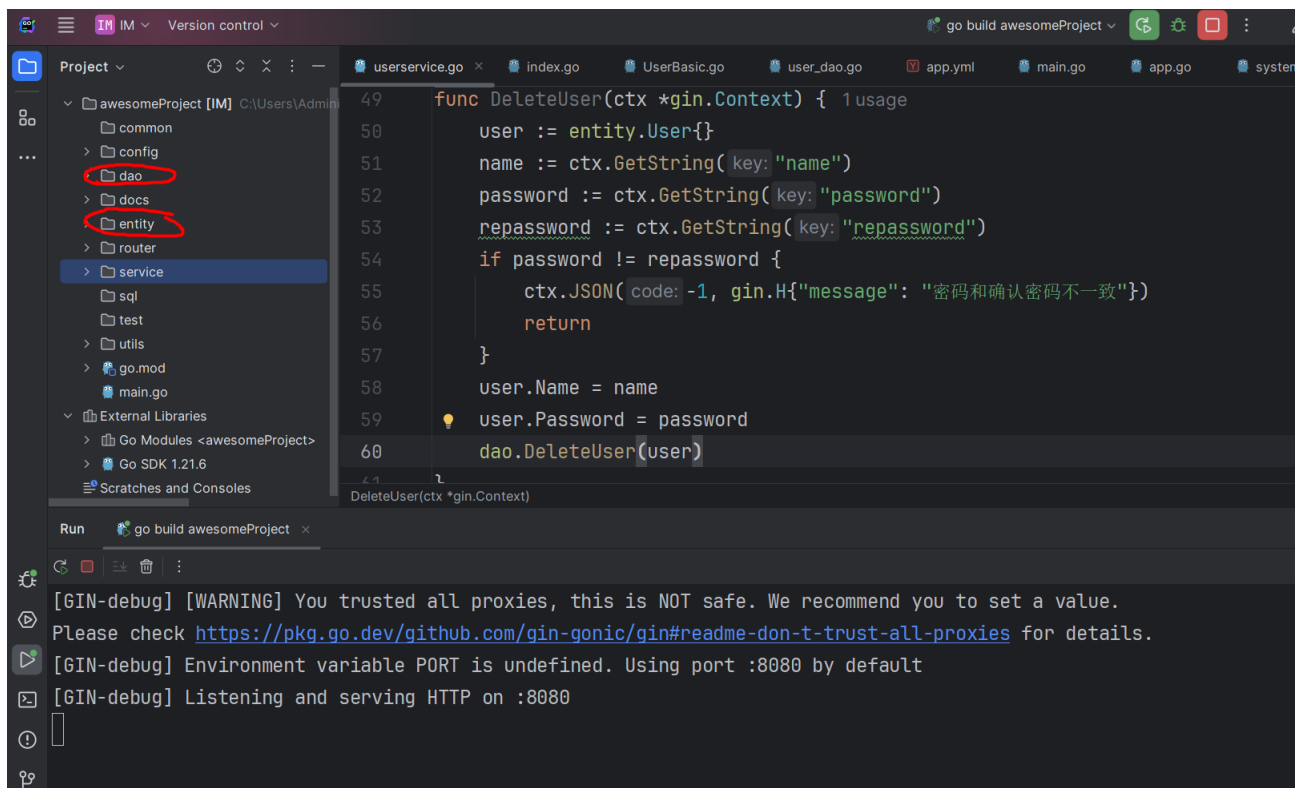 IM IM Version control go build awesomeProject
Project userservice.go index.go UserBasic.go user_dao.go app.yml main.go app.go system
awesomeProject [IM] C:\Users\Admini
common
config
dao
docs
entity
router
service
sql
test
utils
go.mod
main.go
External Libraries
Go Modules <awesomeProject>
Go SDK 1.21.6
Scratches and Consoles
49 func DeleteUser(ctx *gin.Context) { 1 usage
50 user := entity.User{}
51 name := ctx.GetString( key: "name")
52 password := ctx.GetString( key: "password")
53 repassword := ctx.GetString( key: "repassword")
54 if password != repassword {
55 ctx.JSON( code: -1, gin.H{"message": "密码和确认密码不一致"})
56 return
57 }
58 user.Name = name
59 user.Password = password
60 dao.DeleteUser(user)
61 }
DeleteUser(ctx *gin.Context)
Run go build awesomeProject
[GIN-debug] [WARNING] You trusted all proxies, this is NOT safe. We recommend you to set a value.
Please check https://pkg.go.dev/github.com/gin-gonic/gin#readme-don-t-trust-all-proxies for details.
[GIN-debug] Environment variable PORT is undefined. Using port :8080 by default
[GIN-debug] Listening and serving HTTP on :8080